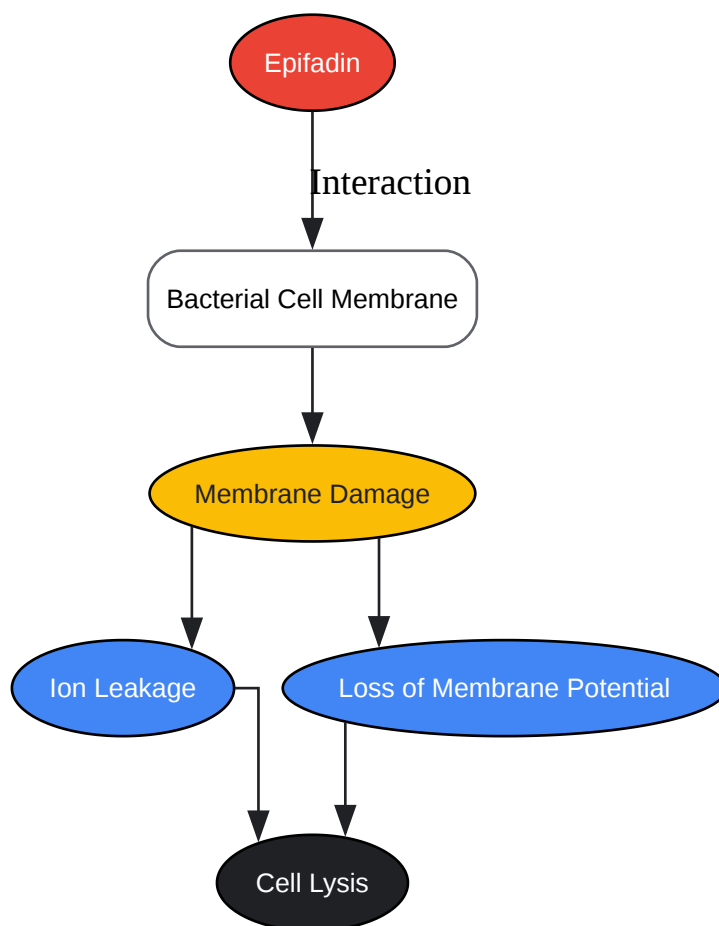 Epifadin
Interaction
Bacterial Cell Membrane
Membrane Damage
Ion Leakage
Loss of Membrane Potential
Cell Lysis